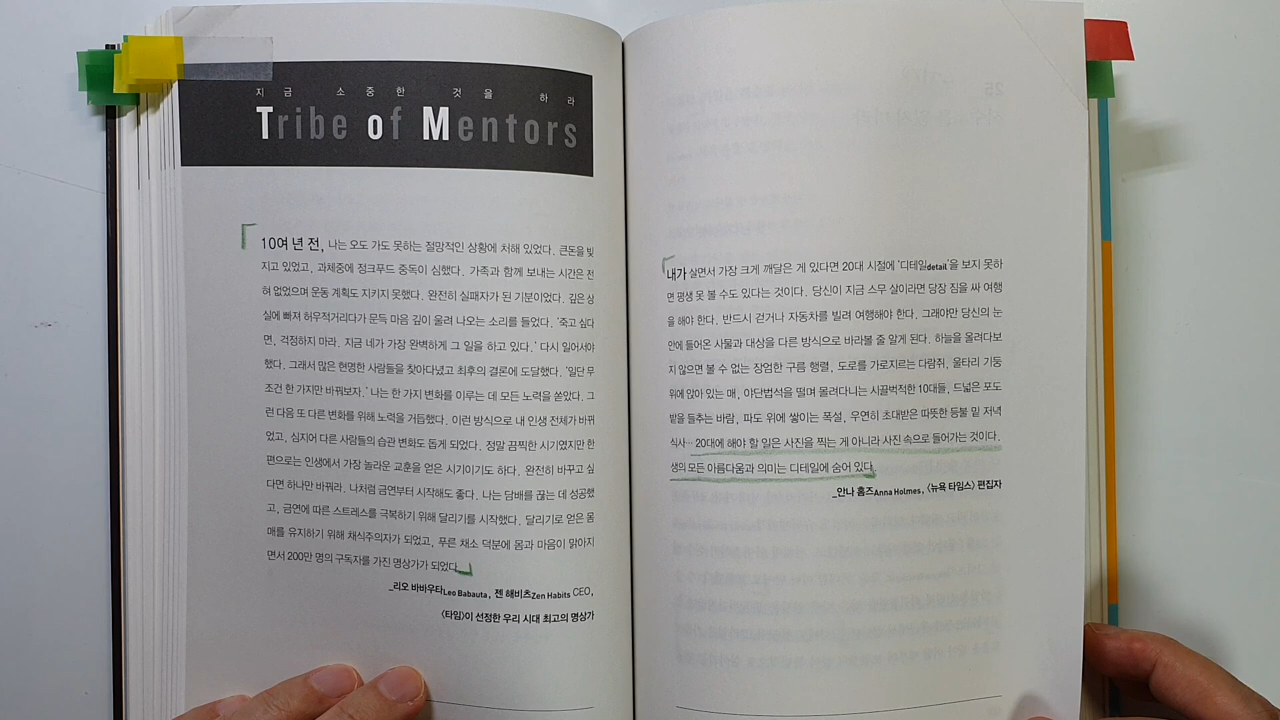 지금 소중한 것을 하라
Tribe of Mentors
10여 년 전, 나는 오도 가도 못하는 절망적인 상황에 처해 있었다. 큰돈을 빚
지고 있었고, 과체중에 정크푸드 중독이 심했다. 가족과 함께 보내는 시간은 전
혀 없었으며 운동 계획도 지키지 못했다. 완전히 실패자가 된 기분이었다. 깊은 상
실에 빠져 허우적거리다가 문득 마음 깊이 울려 나오는 소리를 들었다. ‘죽고 싶다
면, 걱정하지 마라. 지금 네가 가장 완벽하게 그 일을 하고 있다.’ 다시 일어서야
했다. 그래서 많은 현명한 사람들을 찾아다녔고 최후의 결론에 도달했다. ‘일단 무
조건 한 가지만 바꿔보자.’ 나는 한 가지 변화를 이루는 데 모든 노력을 쏟았다. 그
런 다음 또 다른 변화를 위해 노력을 거듭했다. 이런 방식으로 내 인생 전체가 바뀌
었고, 심지어 다른 사람들의 습관 변화도 돕게 되었다. 정말 끔찍한 시기였지만 한
편으로는 인생에서 가장 놀라운 교훈을 얻은 시기이기도 하다. 완전히 바꾸고 싶
다면 하나만 바꿔라. 나처럼 금연부터 시작해도 좋다. 나는 담배를 끊는 데 성공했
고, 금연에 따른 스트레스를 극복하기 위해 달리기를 시작했다. 달리기로 얻은 몸
매를 유지하기 위해 채식주의자가 되었고, 푸른 채소 덕분에 몸과 마음이 맑아지
면서 200만 명의 구독자를 가진 명상가가 되었다.
_리오 바바우타Leo Babauta, 젠 해비츠Zen Habits CEO,
〈타임〉이 선정한 우리 시대 최고의 명상가
내가 살면서 가장 크게 깨달은 게 있다면 20대 시절에 ‘디테일detail’을 보지 못하
면 평생 못 볼 수도 있다는 것이다. 당신이 지금 스무 살이라면 당장 짐을 싸 여행
을 해야 한다. 반드시 걷거나 자동차를 빌려 여행해야 한다. 그래야만 당신의 눈
안에 들어온 사물과 대상을 다른 방식으로 바라볼 줄 알게 된다. 하늘을 올려다보
지 않으면 볼 수 없는 장엄한 구름 행렬, 도로를 가로지르는 다람쥐, 울타리 기둥
위에 앉아 있는 매, 야단법석을 떨며 몰려다니는 시끌벅적한 10대들, 드넓은 포도
밭을 들추는 바람, 파도 위에 쌓이는 폭설, 우연히 초대받은 따뜻한 등불 밑 저녁
식사… 20대에 해야 할 일은 사진을 찍는 게 아니라 사진 속으로 들어가는 것이다.
생의 모든 아름다움과 의미는 디테일에 숨어 있다.
_안나 홈즈Anna Holmes, 〈뉴욕 타임스〉 편집자